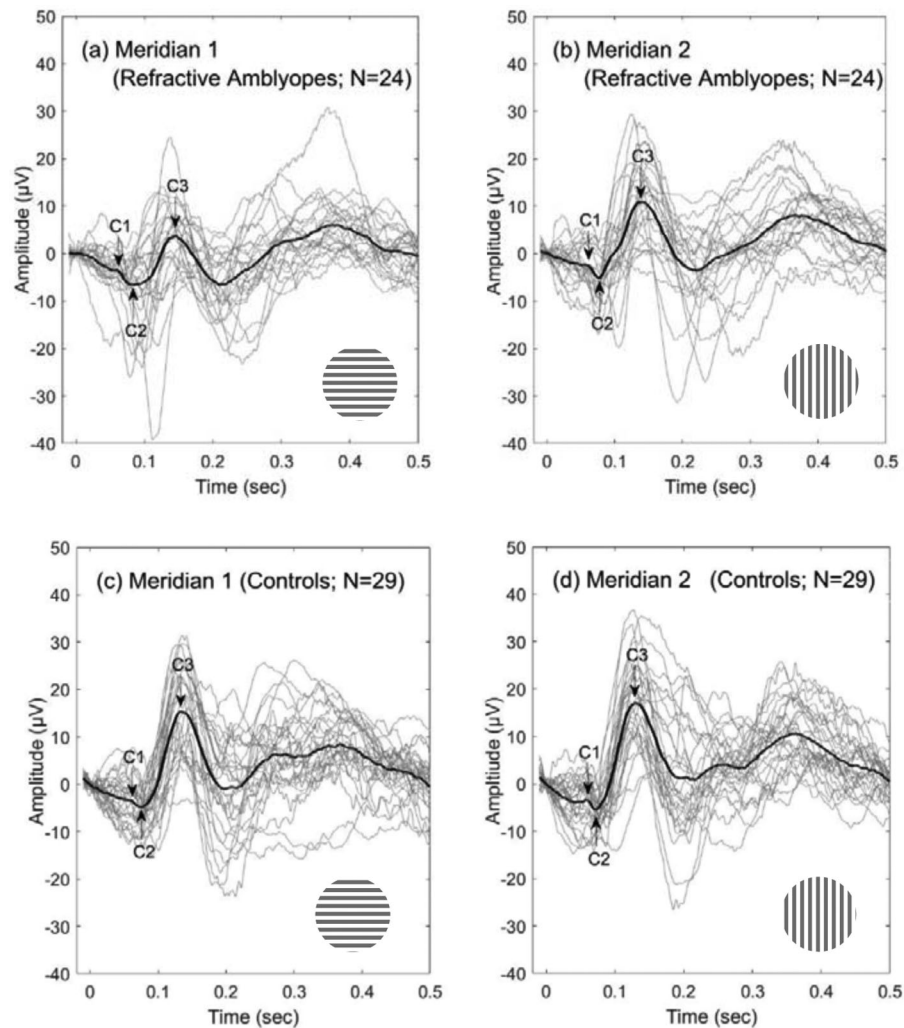 (a) Meridian 1
(Refractive Amblyopes; N=24)
50
40
30
20
10
0
-10
-20
-30
-40
Amplitude (µV)
C1
C2
C3
0
0.1
0.2
0.3
0.4
0.5
Time (sec)
(b) Meridian 2
(Refractive Amblyopes; N=24)
50
40
30
20
10
0
-10
-20
-30
-40
Amplitude (µV)
C1
C2
C3
0
0.1
0.2
0.3
0.4
0.5
Time (sec)
(c) Meridian 1 (Controls; N=29)
50
40
30
20
10
0
-10
-20
-30
-40
Amplitiude (µV)
C1
C2
C3
0
0.1
0.2
0.3
0.4
0.5
Time (sec)
(d) Meridian 2 (Controls; N=29)
50
40
30
20
10
0
-10
-20
-30
-40
Amplitude (µV)
C1
C2
C3
0
0.1
0.2
0.3
0.4
0.5
Time (sec)